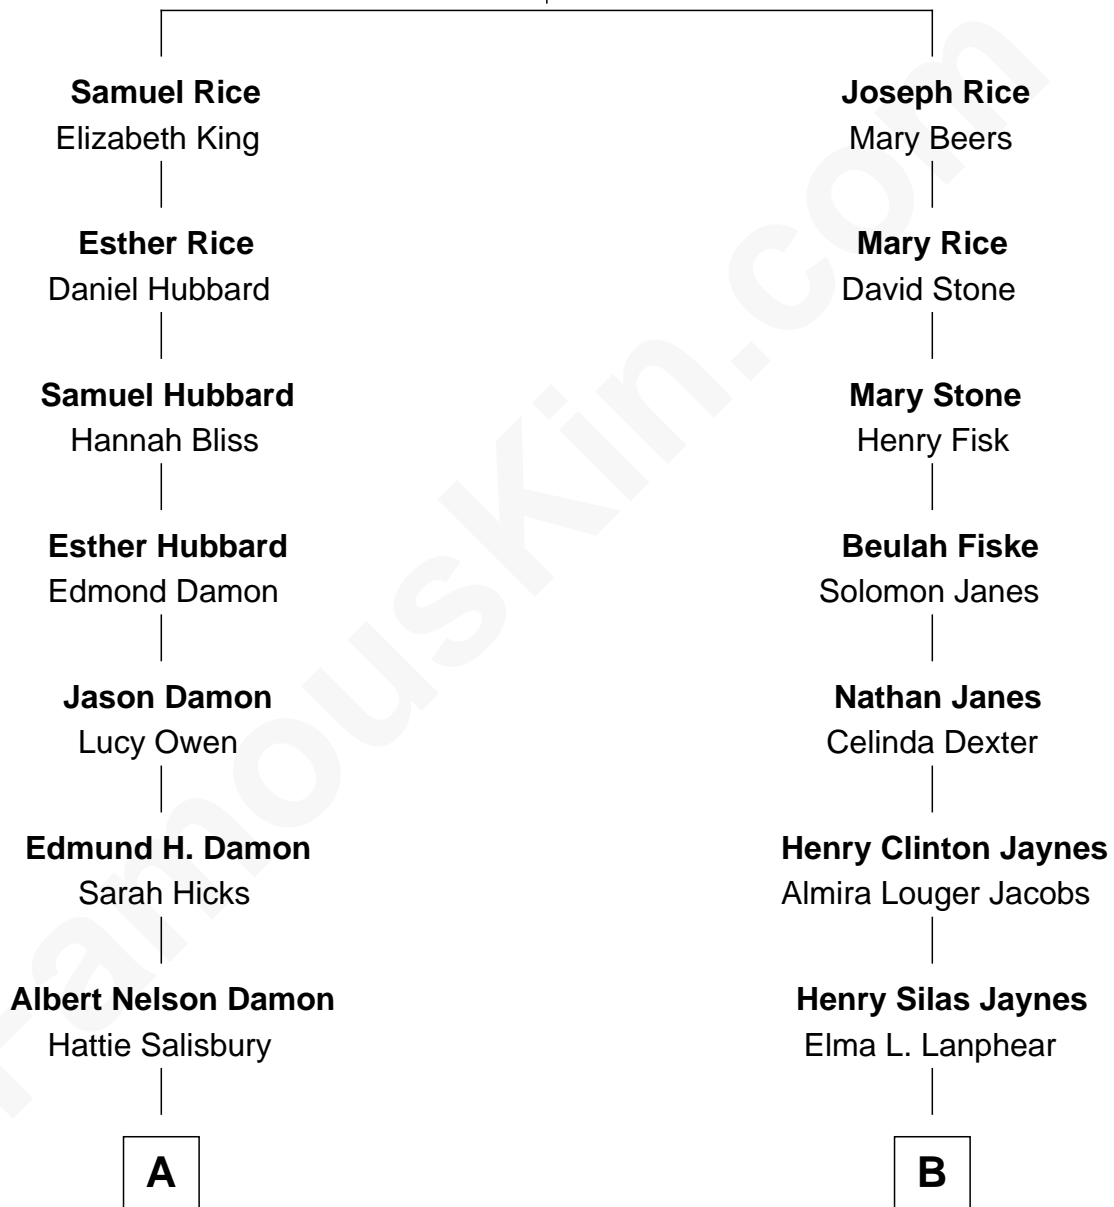 Samuel Rice
Elizabeth King
Joseph Rice
Mary Beers
Esther Rice
Daniel Hubbard
Mary Rice
David Stone
Samuel Hubbard
Hannah Bliss
Mary Stone
Henry Fisk
Esther Hubbard
Edmond Damon
Beulah Fiske
Solomon Janes
Jason Damon
Lucy Owen
Nathan Janes
Celinda Dexter
Edmund H. Damon
Sarah Hicks
Henry Clinton Jaynes
Almira Louger Jacobs
Albert Nelson Damon
Hattie Salisbury
Henry Silas Jaynes
Elma L. Lanphear
A
B
FamousKin.com